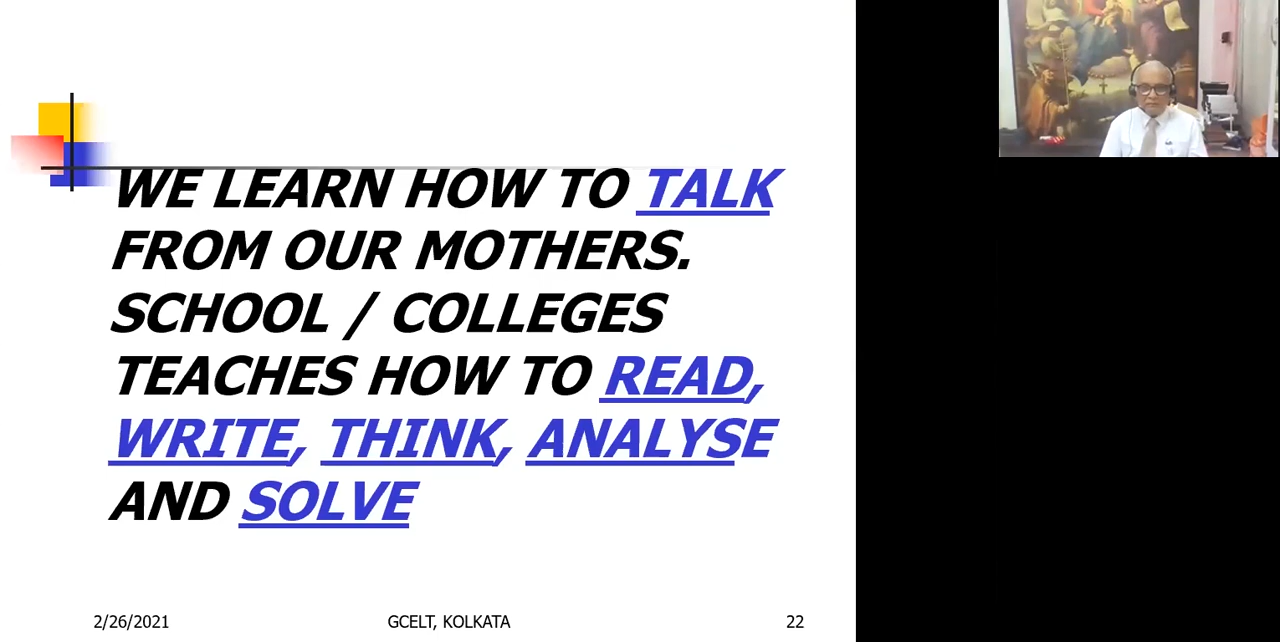 WE LEARN HOW TO TALK
FROM OUR MOTHERS.
SCHOOL / COLLEGES
TEACHES HOW TO READ,
WRITE, THINK, ANALYSE
AND SOLVE
2/26/2021 GCELT, KOLKATA 22